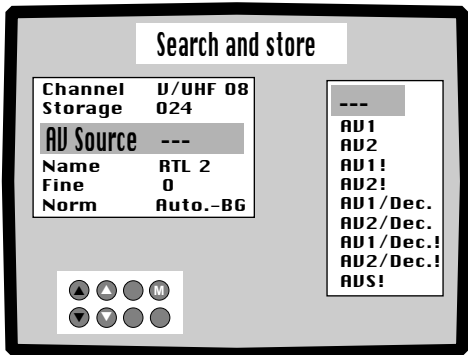 Search and store
Channel V/UHF 08
Storage 024
AV Source ---
Name RTL 2
Fine 0
Norm Auto.-BG
---
AV1
AV2
AV1!
AV2!
AV1/Dec.
AV2/Dec.
AV1/Dec.!
AV2/Dec.!
AVS!
M